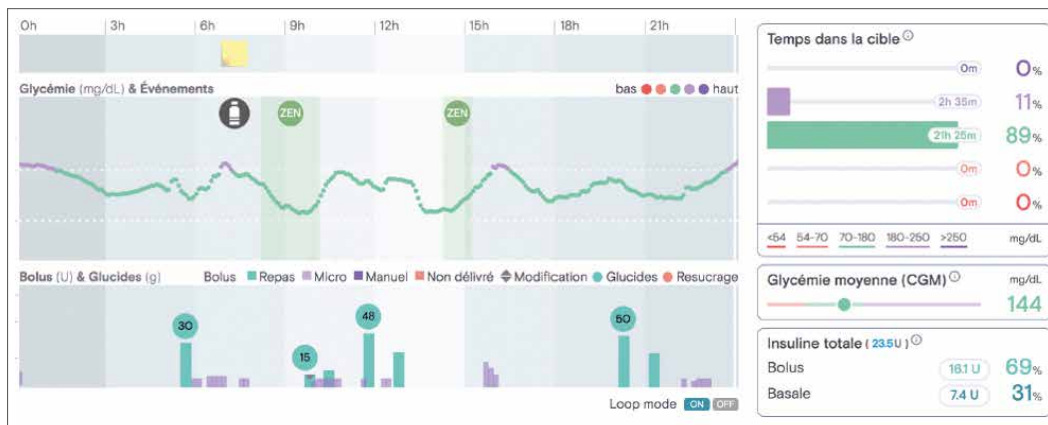 0h 3h 6h 9h 12h 15h 18h 21h
Glycémie (mg/dL) & Événements
bas haut
ZEN
ZEN
Bolus (U) & Glucides (g)
Bolus Repas Micro Manuel Non délivré Modification Glucides Resucrage
30
15
48
50
Loop mode ON OFF
Temps dans la cible
0m 0%
2h 35m 11%
21h 25m 89%
0m 0%
0m 0%
<54 54-70 70-180 180-250 >250 mg/dL
Glycémie moyenne (CGM) mg/dL
144
Insuline totale (23.5U)
Bolus 16.1 U 69%
Basale 7.4 U 31%